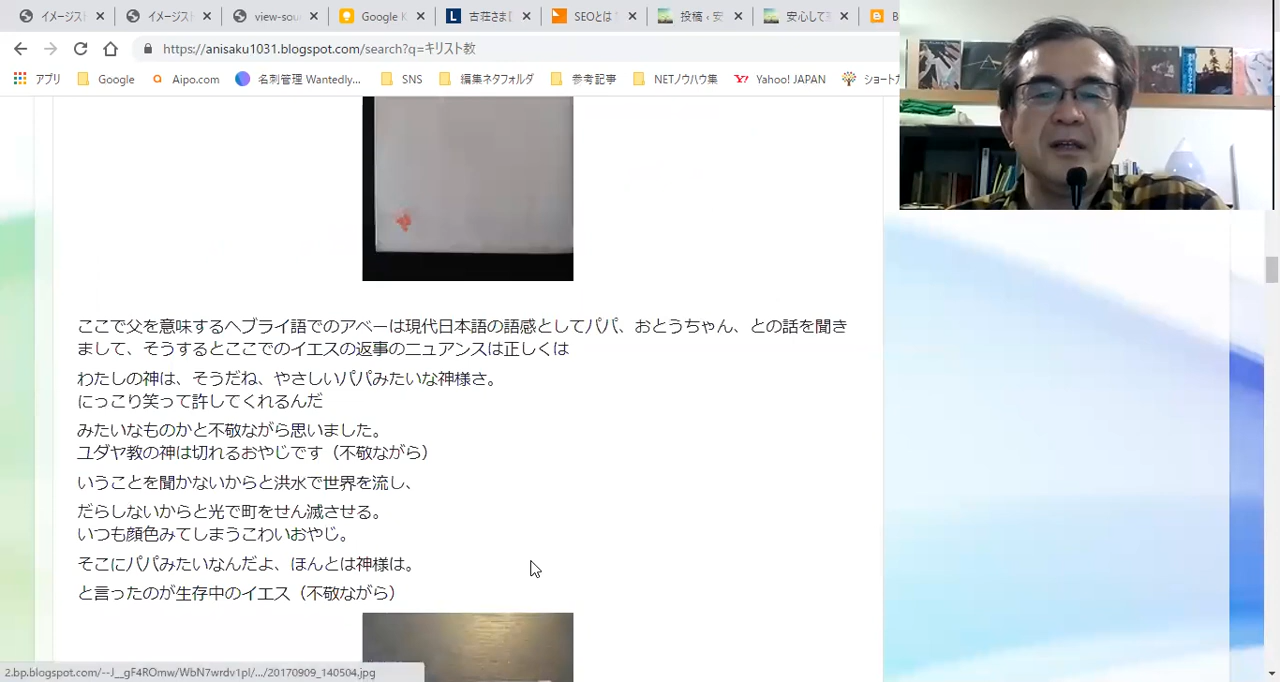 イメージスト
イメージスト
view-sou
Google K
古荘さま【
SEOとは
投稿 ‹ 安
安心して
B
https://anisaku1031.blogspot.com/search?q=キリスト教
アプリ
Google
Aipo.com
名刺管理 Wantedly...
SNS
編集ネタフォルダ
参考記事
NETノウハウ集
Yahoo! JAPAN
ショートカ
ここで父を意味するヘブライ語でのアベーは現代日本語の語感としてパパ、おとうちゃん、との話を聞き
まして、そうするとここでのイエスの返事のニュアンスは正しくは
わたしの神は、そうだね、やさしいパパみたいな神様さ。
にっこり笑って許してくれるんだ
みたいなものかと不敬ながら思いました。
ユダヤ教の神は切れるおやじです（不敬ながら）
いうことを聞かないからと洪水で世界を流し、
だらしないからと光で町をせん滅させる。
いつも顔色みてしまうこわいおやじ。
そこにパパみたいなんだよ、ほんとは神様は。
と言ったのが生存中のイエス（不敬ながら）
2.bp.blogspot.com/--J__gF4ROmw/WbN7wrdv1pI/.../20170909_140504.jpg